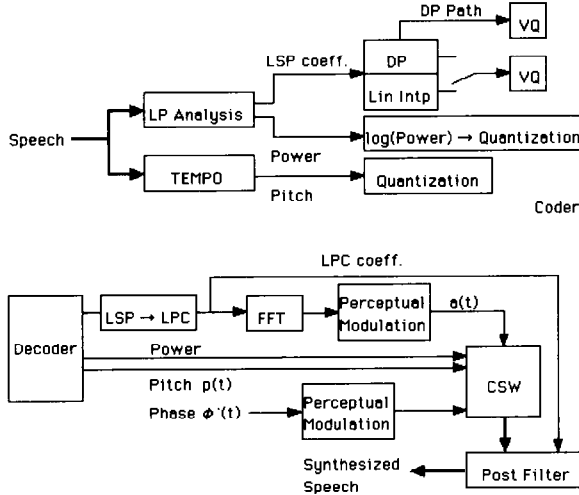 DP Path
VQ
LSP coeff.
DP
VQ
Lin Intp
LP Analysis
Speech
log(Power) → Quantization
Power
TEMPO
Quantization
Pitch
Coder
LPC coeff.
Perceptual
Modulation
a(t)
LSP → LPC
FFT
Decoder
Power
CSW
Pitch p(t)
Phase ϕ'(t)
Perceptual
Modulation
Synthesized
Speech
Post Filter